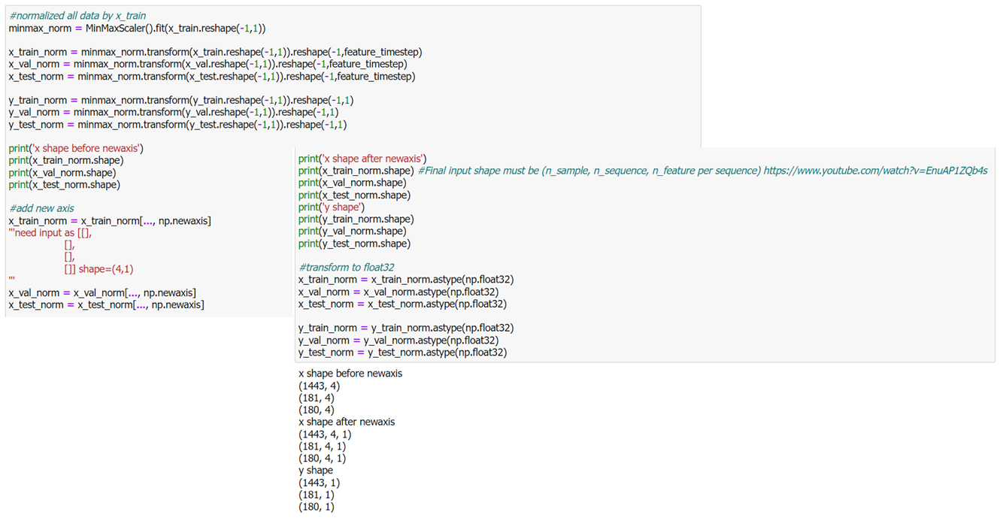 #normalized all data by x_train
minmax_norm = MinMaxScaler().fit(x_train.reshape(-1,1))
x_train_norm = minmax_norm.transform(x_train.reshape(-1,1)).reshape(-1,feature_timestep)
x_val_norm = minmax_norm.transform(x_val.reshape(-1,1)).reshape(-1,feature_timestep)
x_test_norm = minmax_norm.transform(x_test.reshape(-1,1)).reshape(-1,feature_timestep)
y_train_norm = minmax_norm.transform(y_train.reshape(-1,1)).reshape(-1,1)
y_val_norm = minmax_norm.transform(y_val.reshape(-1,1)).reshape(-1,1)
y_test_norm = minmax_norm.transform(y_test.reshape(-1,1)).reshape(-1,1)
print('x shape before newaxis')
print(x_train_norm.shape)
print(x_val_norm.shape)
print(x_test_norm.shape)
#add new axis
x_train_norm = x_train_norm[..., np.newaxis]
'''need input as [[],
[],
[],
[]] shape=(4,1)
'''
x_val_norm = x_val_norm[..., np.newaxis]
x_test_norm = x_test_norm[..., np.newaxis]
print('x shape after newaxis')
print(x_train_norm.shape) #Final input shape must be (n_sample, n_sequence, n_feature per sequence) https://www.youtube.com/watch?v=EnuAP1ZQb4s
print(x_val_norm.shape)
print(x_test_norm.shape)
print('y shape')
print(y_train_norm.shape)
print(y_val_norm.shape)
print(y_test_norm.shape)
#transform to float32
x_train_norm = x_train_norm.astype(np.float32)
x_val_norm = x_val_norm.astype(np.float32)
x_test_norm = x_test_norm.astype(np.float32)
y_train_norm = y_train_norm.astype(np.float32)
y_val_norm = y_val_norm.astype(np.float32)
y_test_norm = y_test_norm.astype(np.float32)
x shape before newaxis
(1443, 4)
(181, 4)
(180, 4)
x shape after newaxis
(1443, 4, 1)
(181, 4, 1)
(180, 4, 1)
y shape
(1443, 1)
(181, 1)
(180, 1)